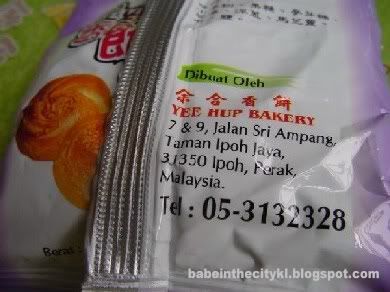 Dibuat Oleh
余合香餅
YEE HUP BAKERY
7 & 9, Jalan Sri Ampang,
Taman Ipoh Jaya,
31350 Ipoh, Perak,
Malaysia.
Tel : 05-3132328
Berat :
babeinthecitykl.blogspot.com